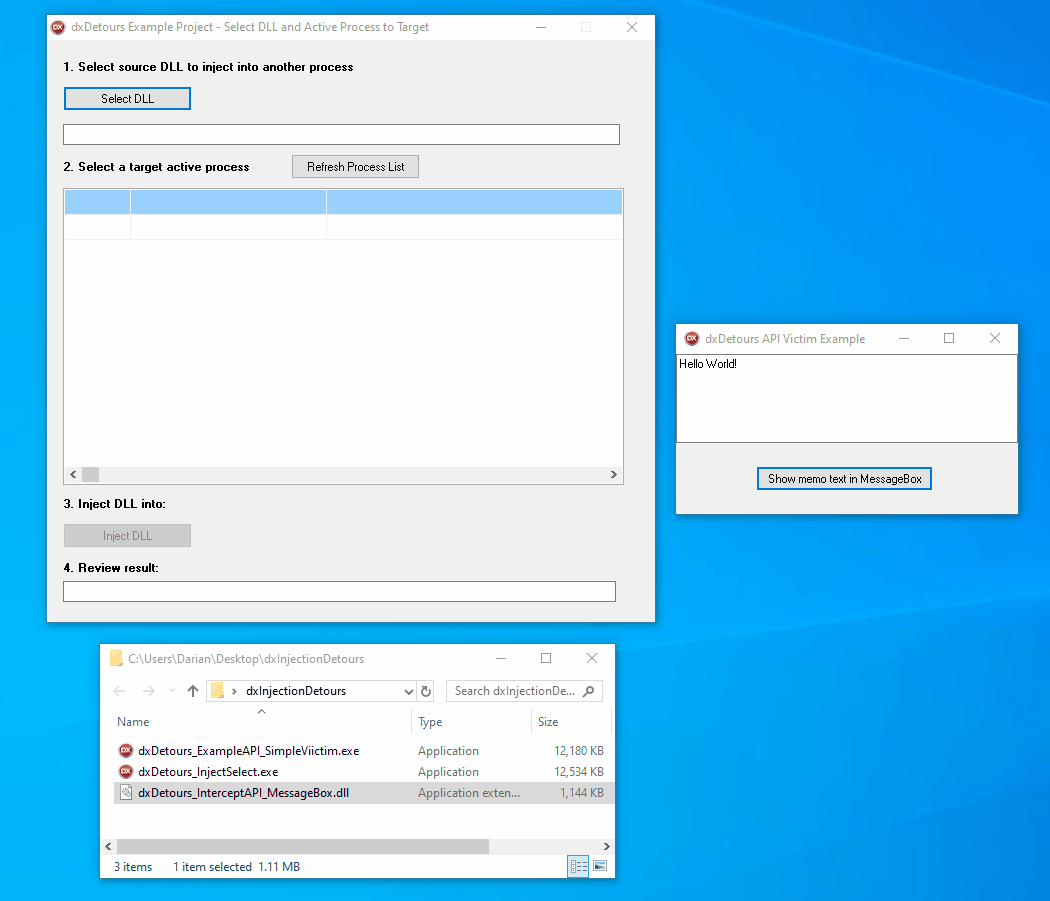 dxDetours Example Project - Select DLL and Active Process to Target
1. Select source DLL to inject into another process
Select DLL
2. Select a target active process
Refresh Process List
3. Inject DLL into:
Inject DLL
4. Review result:
dxDetours API Victim Example
Hello World!
Show memo text in MessageBox
C:\Users\Darian\Desktop\dxInjectionDetours
dxInjectionDetours
Search dxInjectionDe...
Name Type Size
dxDetours_ExampleAPI_SimpleViictim.exe Application 12,180 KB
dxDetours_InjectSelect.exe Application 12,534 KB
dxDetours_InterceptAPI_MessageBox.dll Application exten... 1,144 KB
3 items 1 item selected 1.11 MB